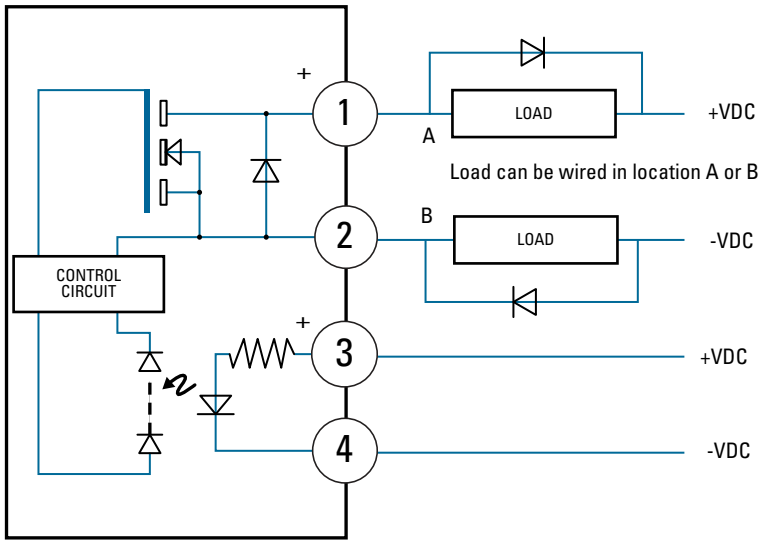 +
1
LOAD
+VDC
A
Load can be wired in location A or B
B
2
LOAD
-VDC
CONTROL
CIRCUIT
+
3
+VDC
4
-VDC